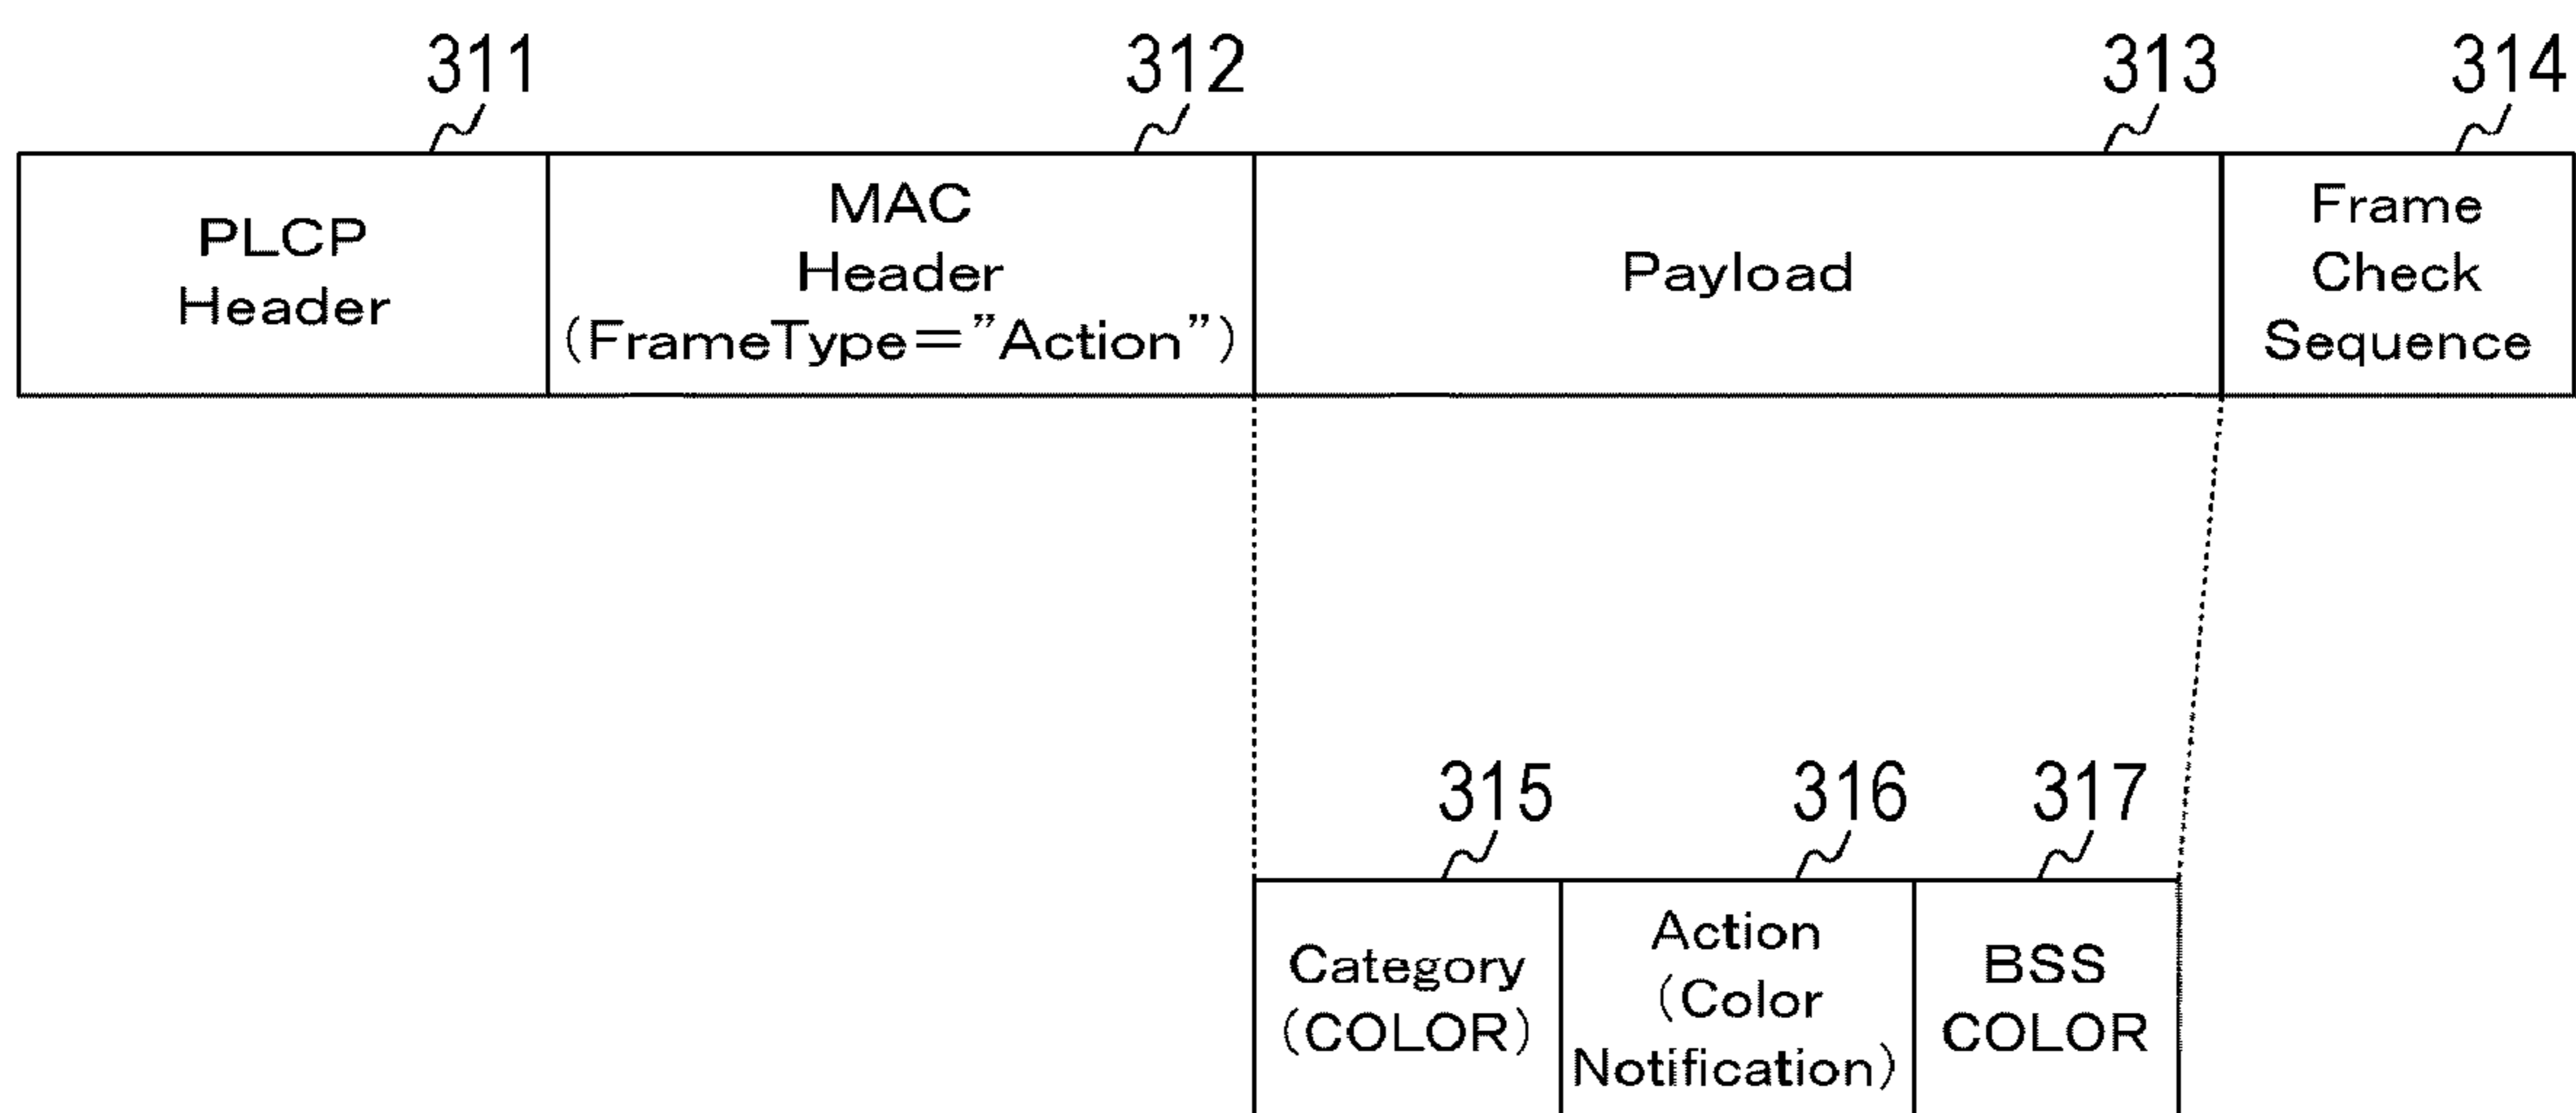 311
312
313
314
PLCP
Header
MAC
Header
(FrameType=”Action”)
Payload
Frame
Check
Sequence
315
316
317
Category
(COLOR)
Action
(Color
Notification)
BSS
COLOR